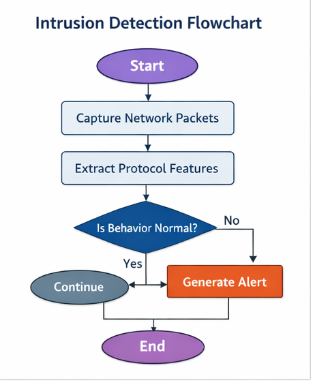 Intrusion Detection Flowchart
Start
Capture Network Packets
Extract Protocol Features
Is Behavior Normal?
No
Yes
Continue
Generate Alert
End